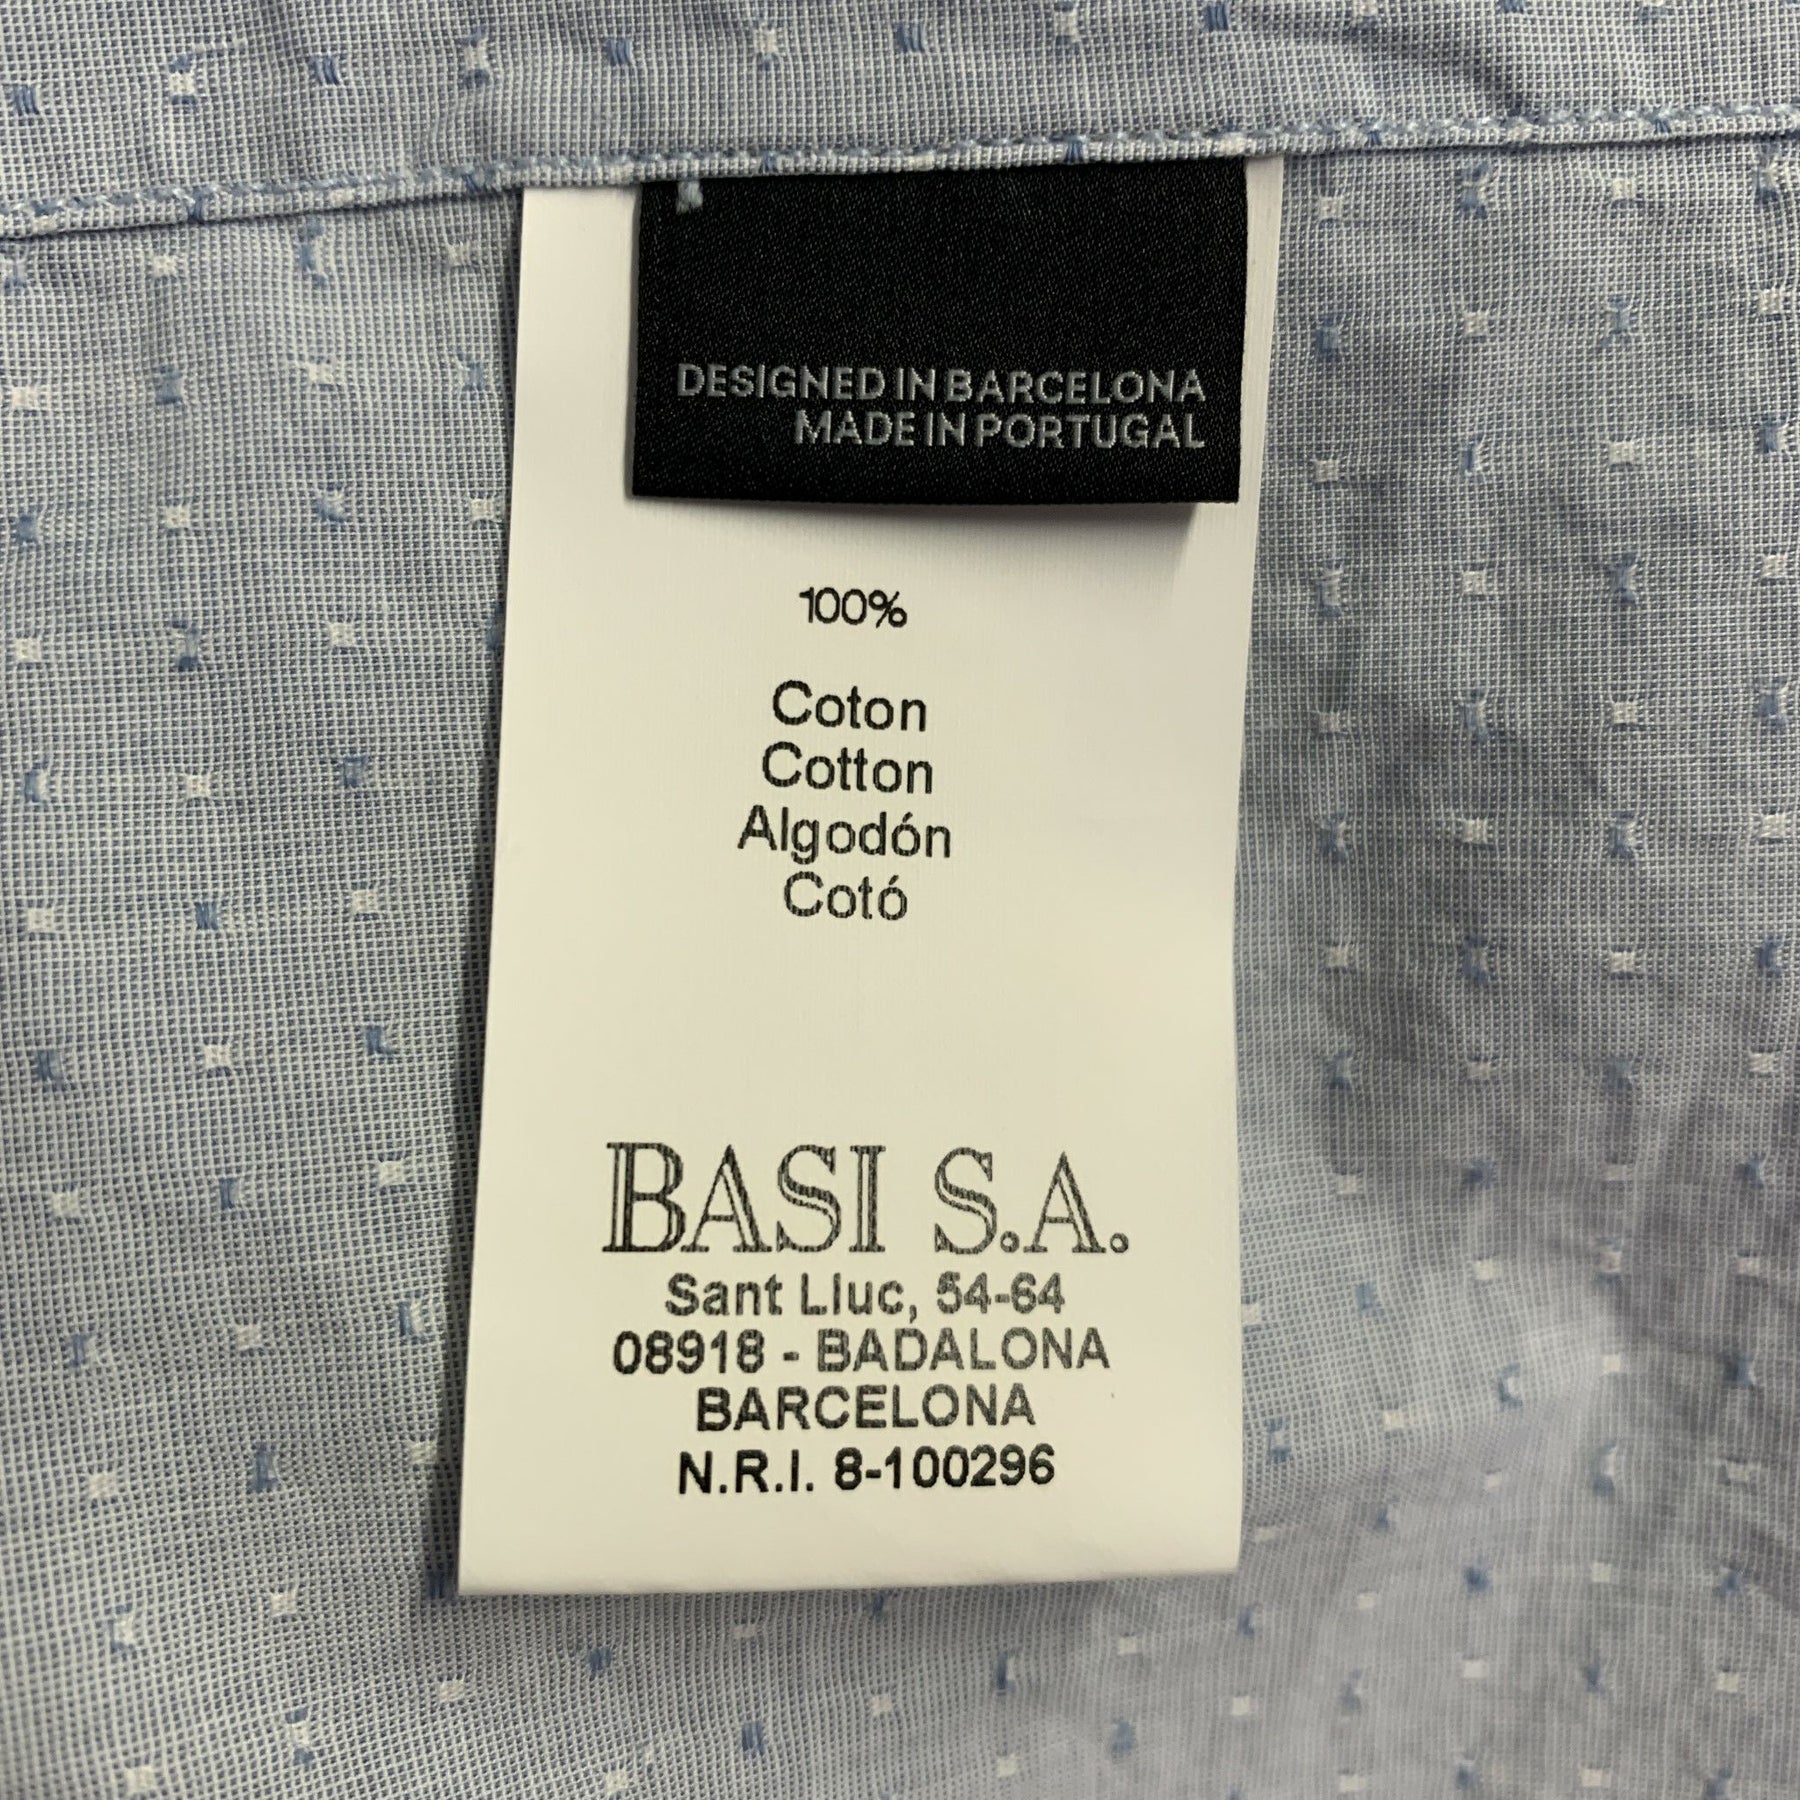 DESIGNED IN BARCELONA
MADE IN PORTUGAL
100%
Coton
Cotton
Algodón
Cotó
BASI S.A.
Sant Lluc, 54-64
08918 - BADALONA
BARCELONA
N.R.I. 8-100296